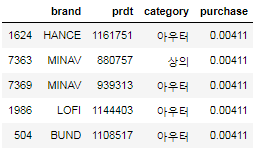 brand prdt category purchase
1624 HANCE 1161751 아우터 0.00411
7363 MINAV 880757 상의 0.00411
7369 MINAV 939313 아우터 0.00411
1986 LOFI 1144403 아우터 0.00411
504 BUND 1108517 아우터 0.00411